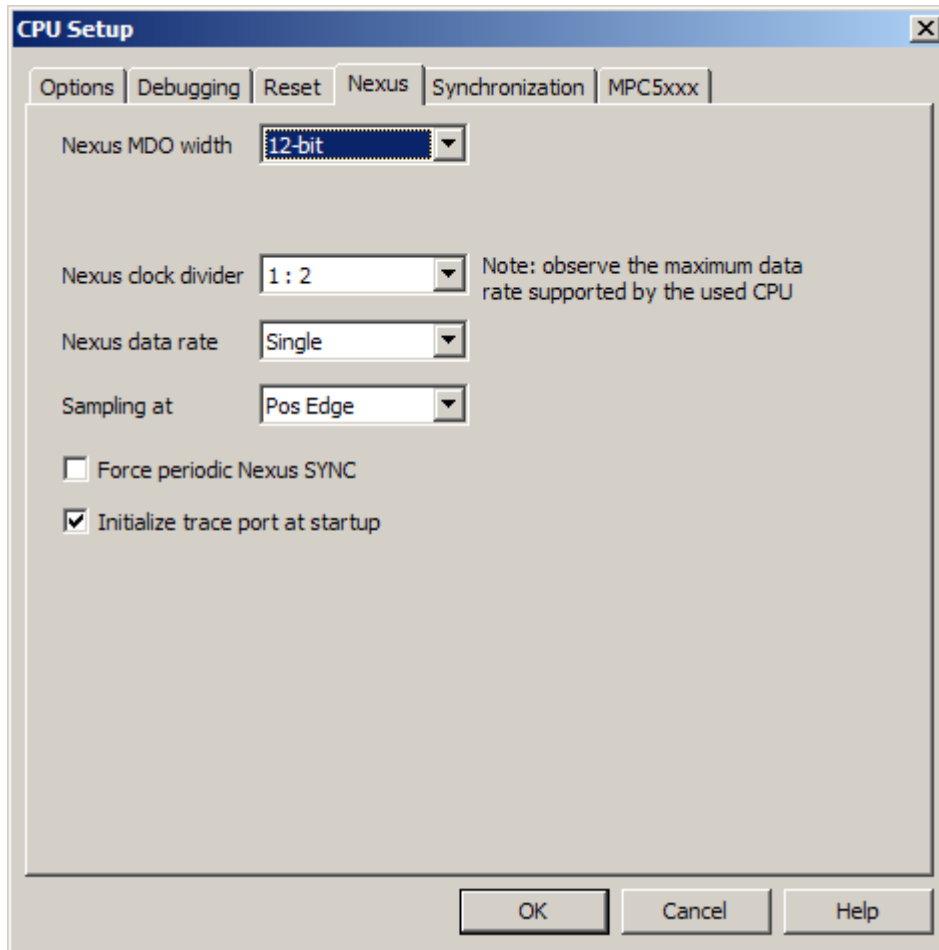 CPU Setup
Options Debugging Reset Nexus Synchronization MPC5xxx
Nexus MDO width 12-bit
Nexus clock divider 1 : 2 Note: observe the maximum data
rate supported by the used CPU
Nexus data rate Single
Sampling at Pos Edge
Force periodic Nexus SYNC
Initialize trace port at startup
OK Cancel Help